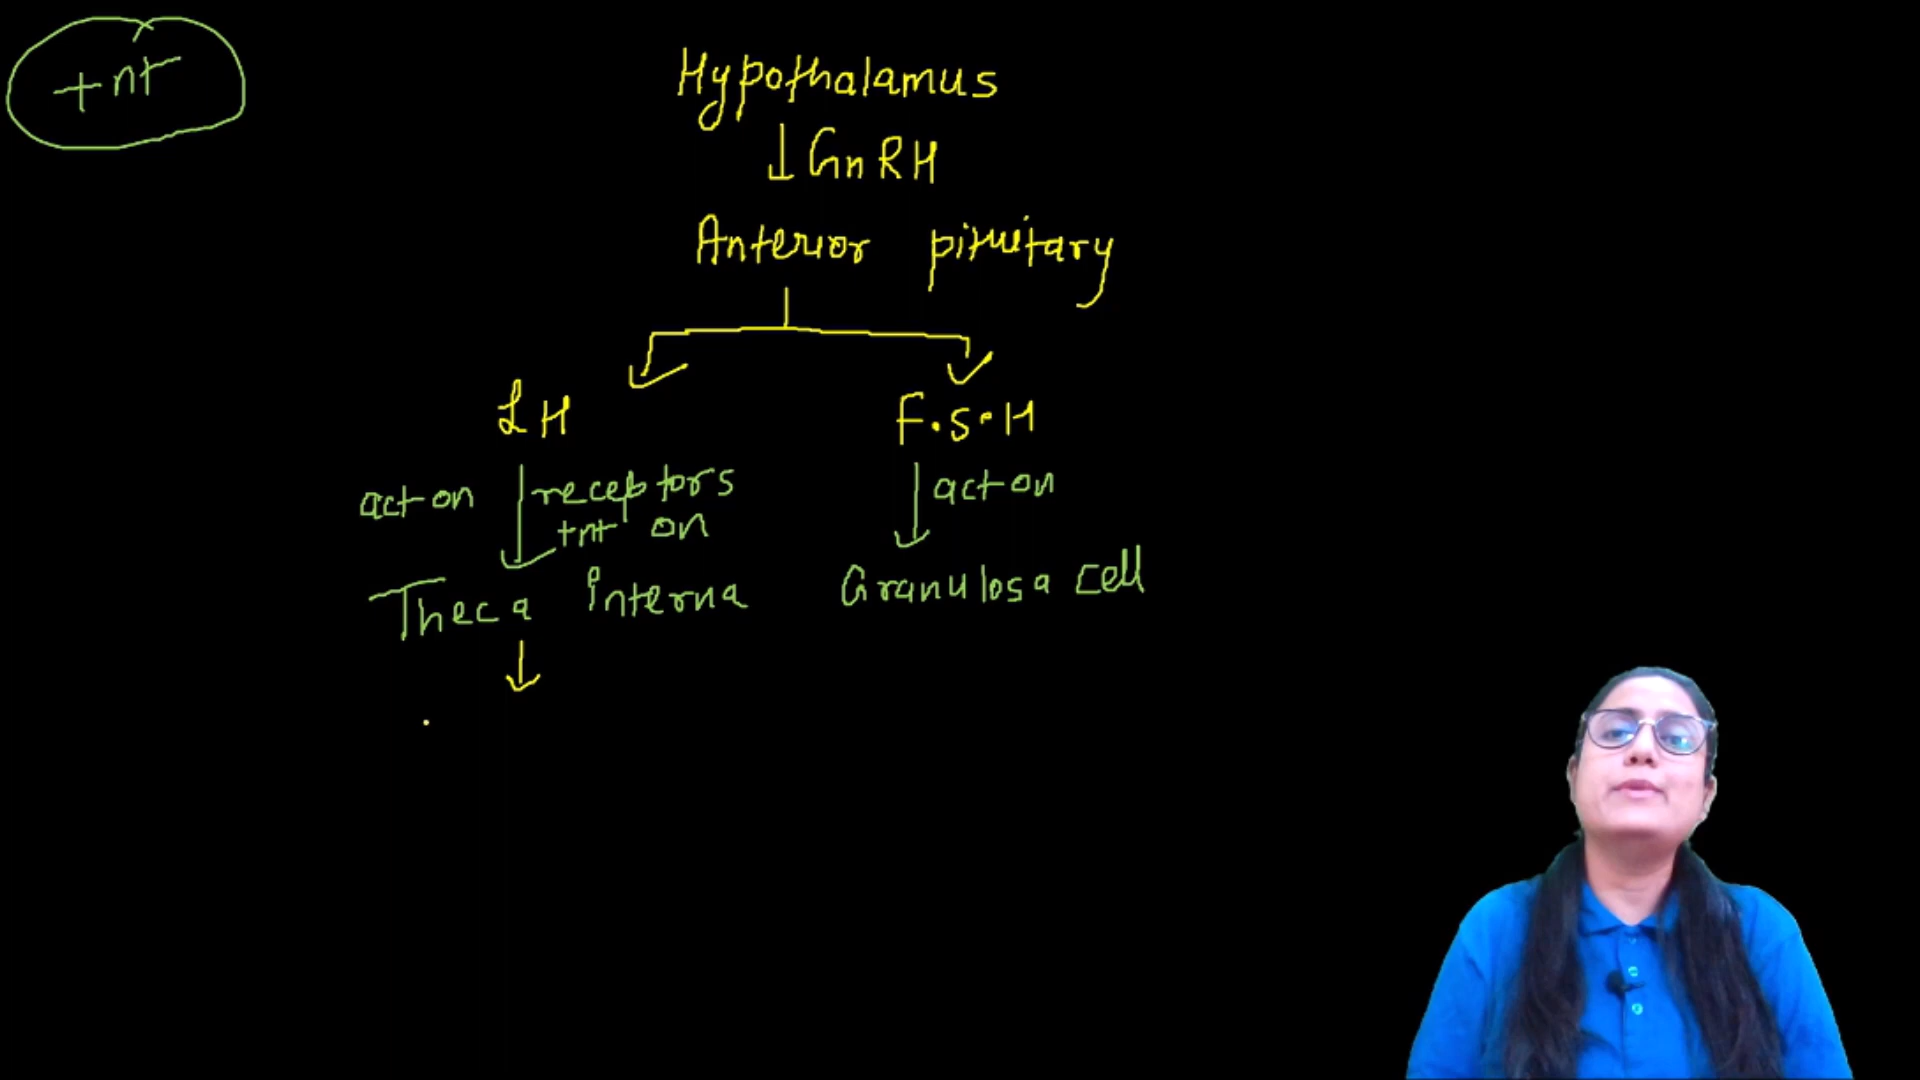 +nt
Hypothalamus
GnRH
Anterior pituitary
LH F.S.H
act on receptors act on
+nt on
Theca interna Granulosa cell